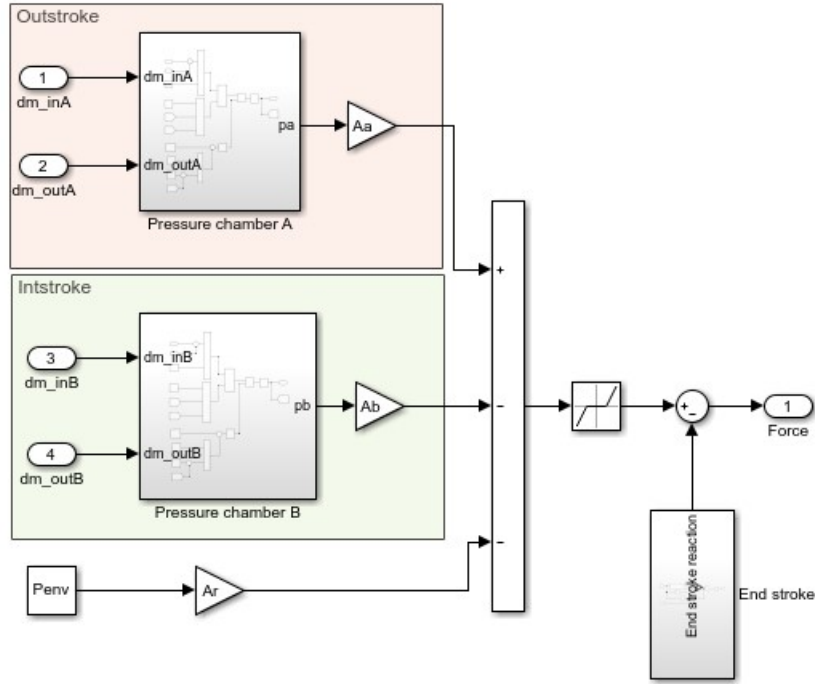 Outstroke
1
dm_inA
dm_inA
2
dm_outA
dm_outA
pa
Aa
Pressure chamber A
+
Intstroke
3
dm_inB
dm_inB
4
dm_outB
dm_outB
pb
Ab
Pressure chamber B
−
−
Penv
Ar
+
−
1
Force
End stroke reaction
End stroke